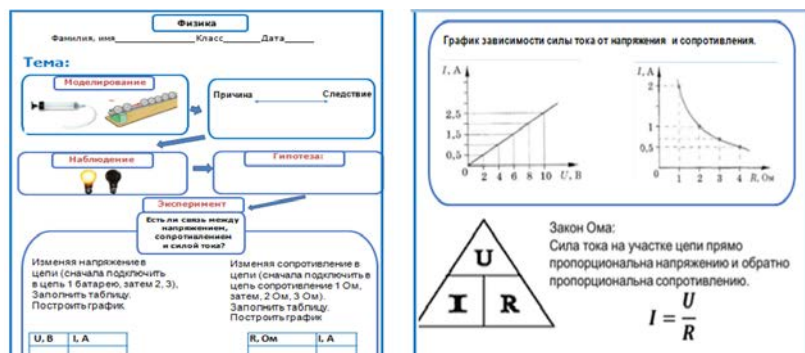 Физика
Фамилия, имя_______________Класс_______Дата_____
Тема:
Моделирование
Причина Следствие
Наблюдение
Гипотеза:
Эксперимент
Есть ли связь между
напряжением,
сопротивлением
и силой тока?
Изменяя напряжение в
цепи (сначала подключить
в цепь 1 батарею, затем 2, 3),
Заполнить таблицу.
Построить график.
Изменяя сопротивление в
цепи (сначала подключить в
цепь сопротивление 1 Ом,
затем, 2 Ом, 3 Ом).
Заполнить таблицу.
Построить график
U, В I, А
R, Ом I, А
График зависимости силы тока от напряжения и сопротивления.
I, А
2,5
1,5
0,5
0 2 4 6 8 10 U, В
I, А
2
1
0,5
1 2 3 4 R, Ом
U
I R
Закон Ома:
Сила тока на участке цепи прямо
пропорциональна напряжению и обратно
пропорциональна сопротивлению.
I = U/R